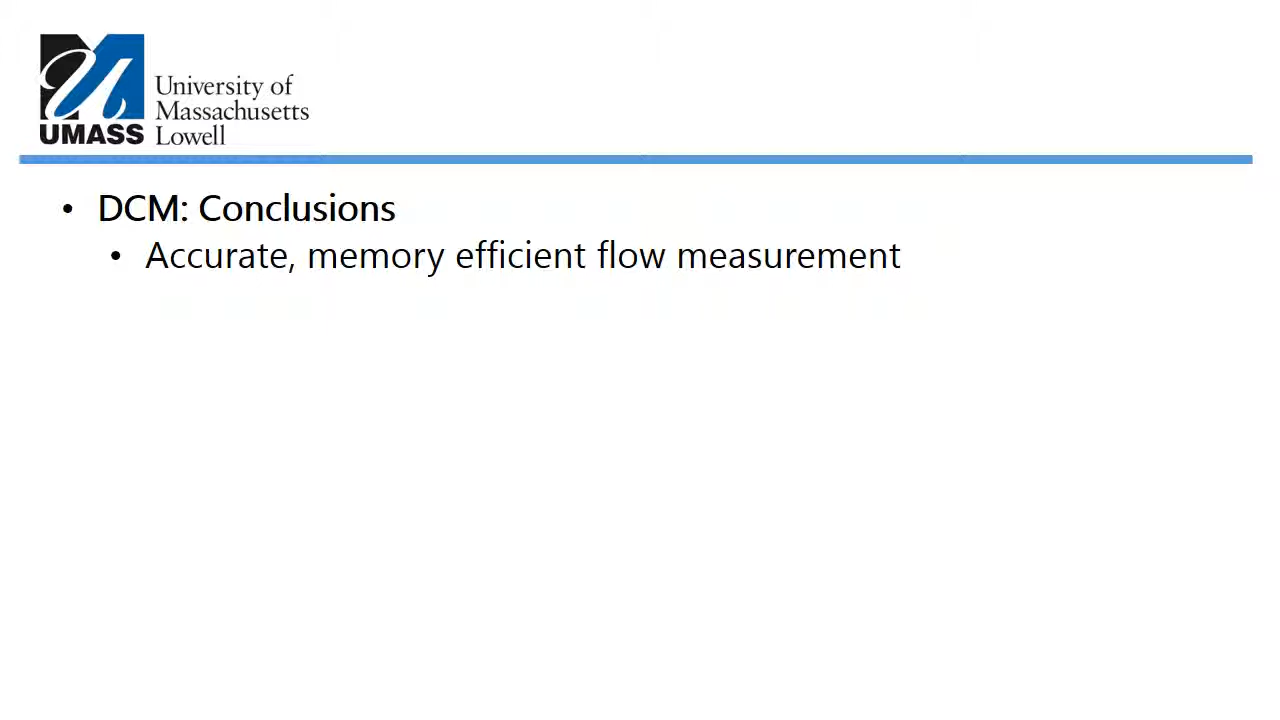 UMASS
University of
Massachusetts
Lowell
• DCM: Conclusions
• Accurate, memory efficient flow measurement